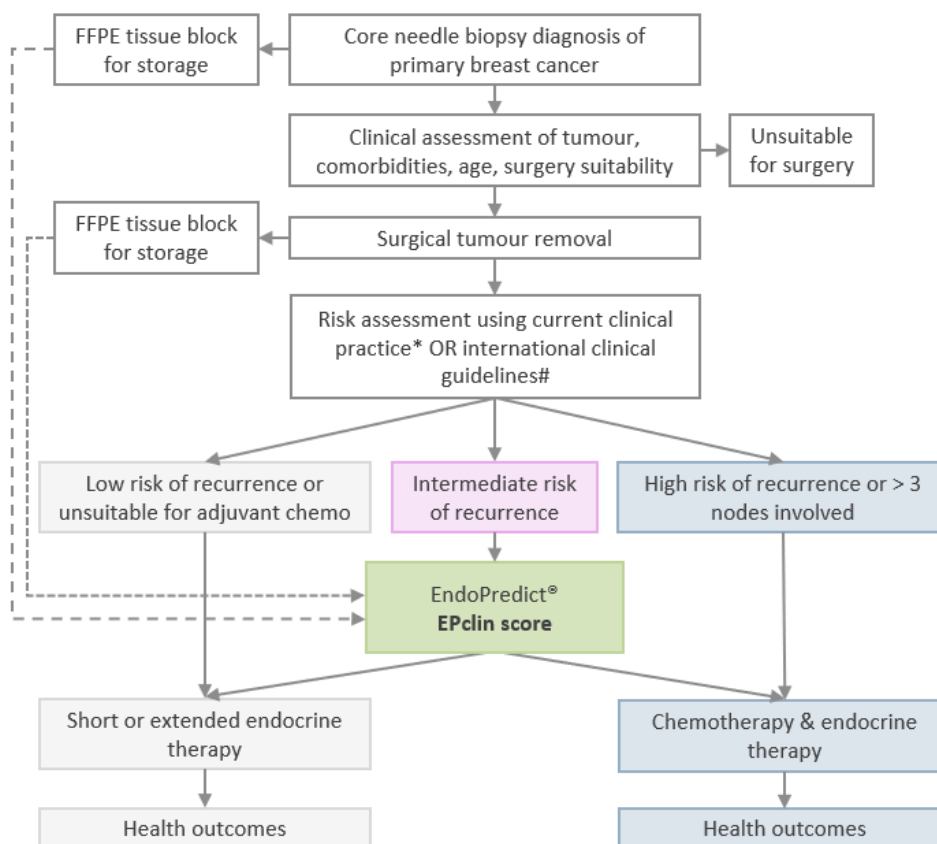 FFPE tissue block
for storage
Core needle biopsy diagnosis of
primary breast cancer
Clinical assessment of tumour,
comorbidities, age, surgery suitability
Unsuitable
for surgery
FFPE tissue block
for storage
Surgical tumour removal
Risk assessment using current clinical
practice* OR international clinical
guidelines#
Low risk of recurrence or
unsuitable for adjuvant chemo
Intermediate risk
of recurrence
High risk of recurrence or > 3
nodes involved
EndoPredict®
EPclin score
Short or extended endocrine
therapy
Chemotherapy & endocrine
therapy
Health outcomes
Health outcomes